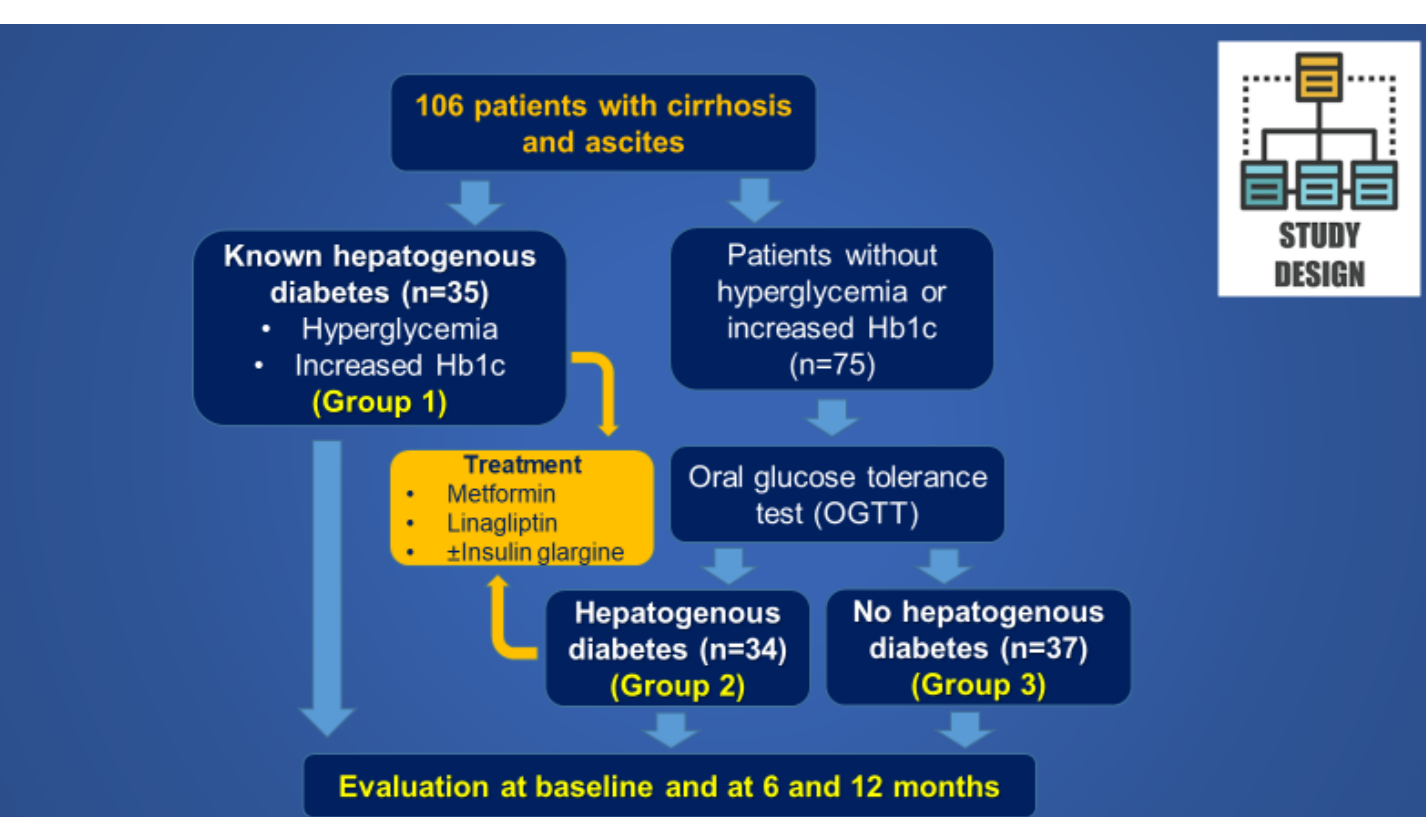 106 patients with cirrhosis
and ascites
STUDY
DESIGN
Known hepatogenous
diabetes (n=35)
• Hyperglycemia
• Increased Hb1c
(Group 1)
Patients without
hyperglycemia or
increased Hb1c
(n=75)
Treatment
• Metformin
• Linagliptin
• ±Insulin glargine
Oral glucose tolerance
test (OGTT)
Hepatogenous
diabetes (n=34)
(Group 2)
No hepatogenous
diabetes (n=37)
(Group 3)
Evaluation at baseline and at 6 and 12 months